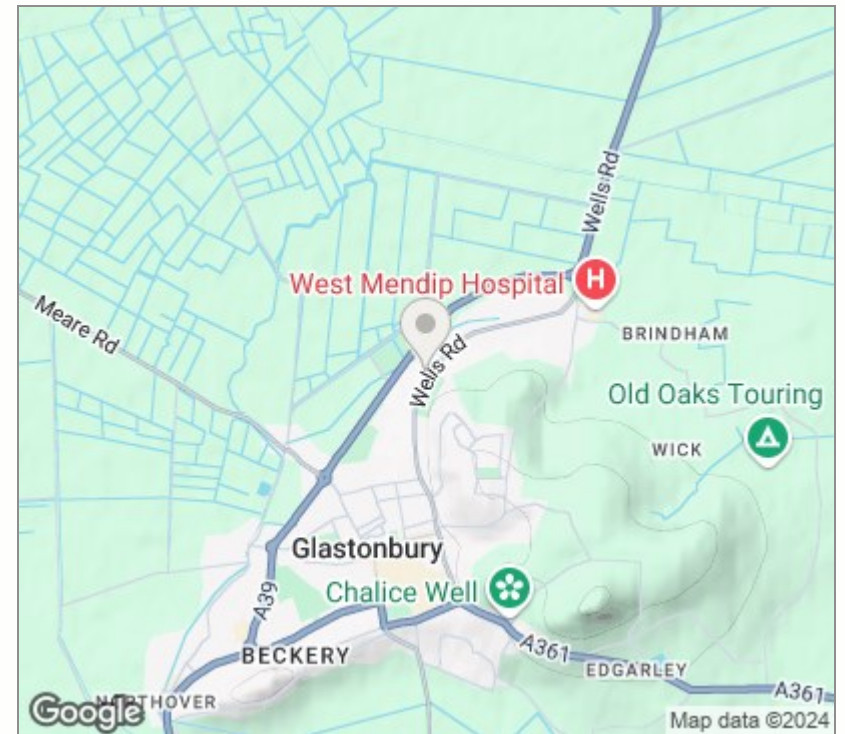 Wells Rd
West Mendip Hospital
H
Meare Rd
BRINDHAM
Wells Rd
Old Oaks Touring
WICK
Glastonbury
Chalice Well
A39
A361
BECKERY
EDGARLEY
A361
NORTHOVER
Google
Map data ©2024